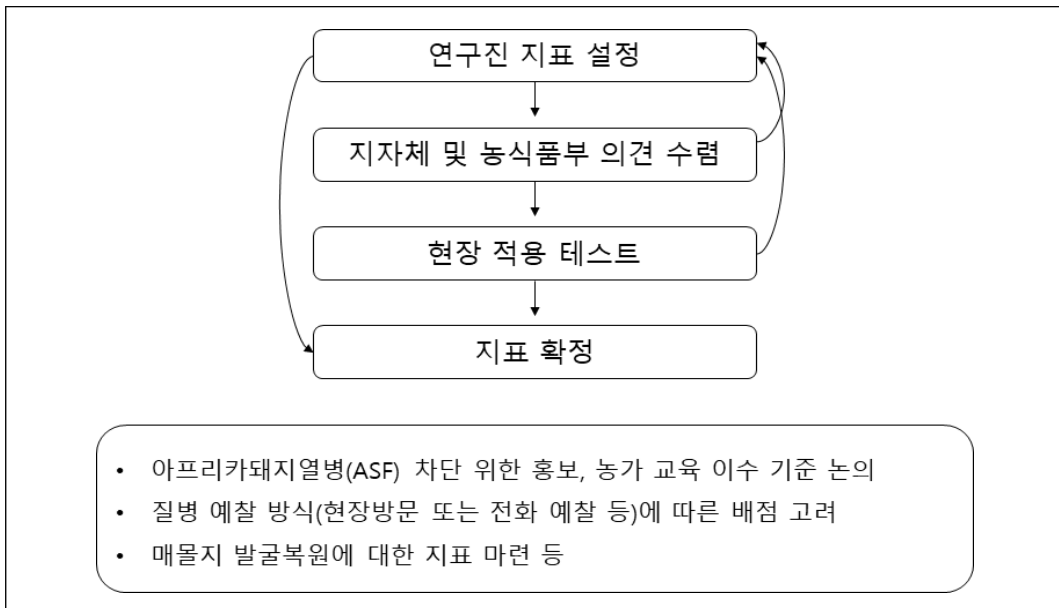 연구진 지표 설정
지자체 및 농식품부 의견 수렴
현장 적용 테스트
지표 확정
• 아프리카돼지열병(ASF) 차단 위한 홍보, 농가 교육 이수 기준 논의
• 질병 예찰 방식(현장방문 또는 전화 예찰 등)에 따른 배점 고려
• 매몰지 발굴복원에 대한 지표 마련 등